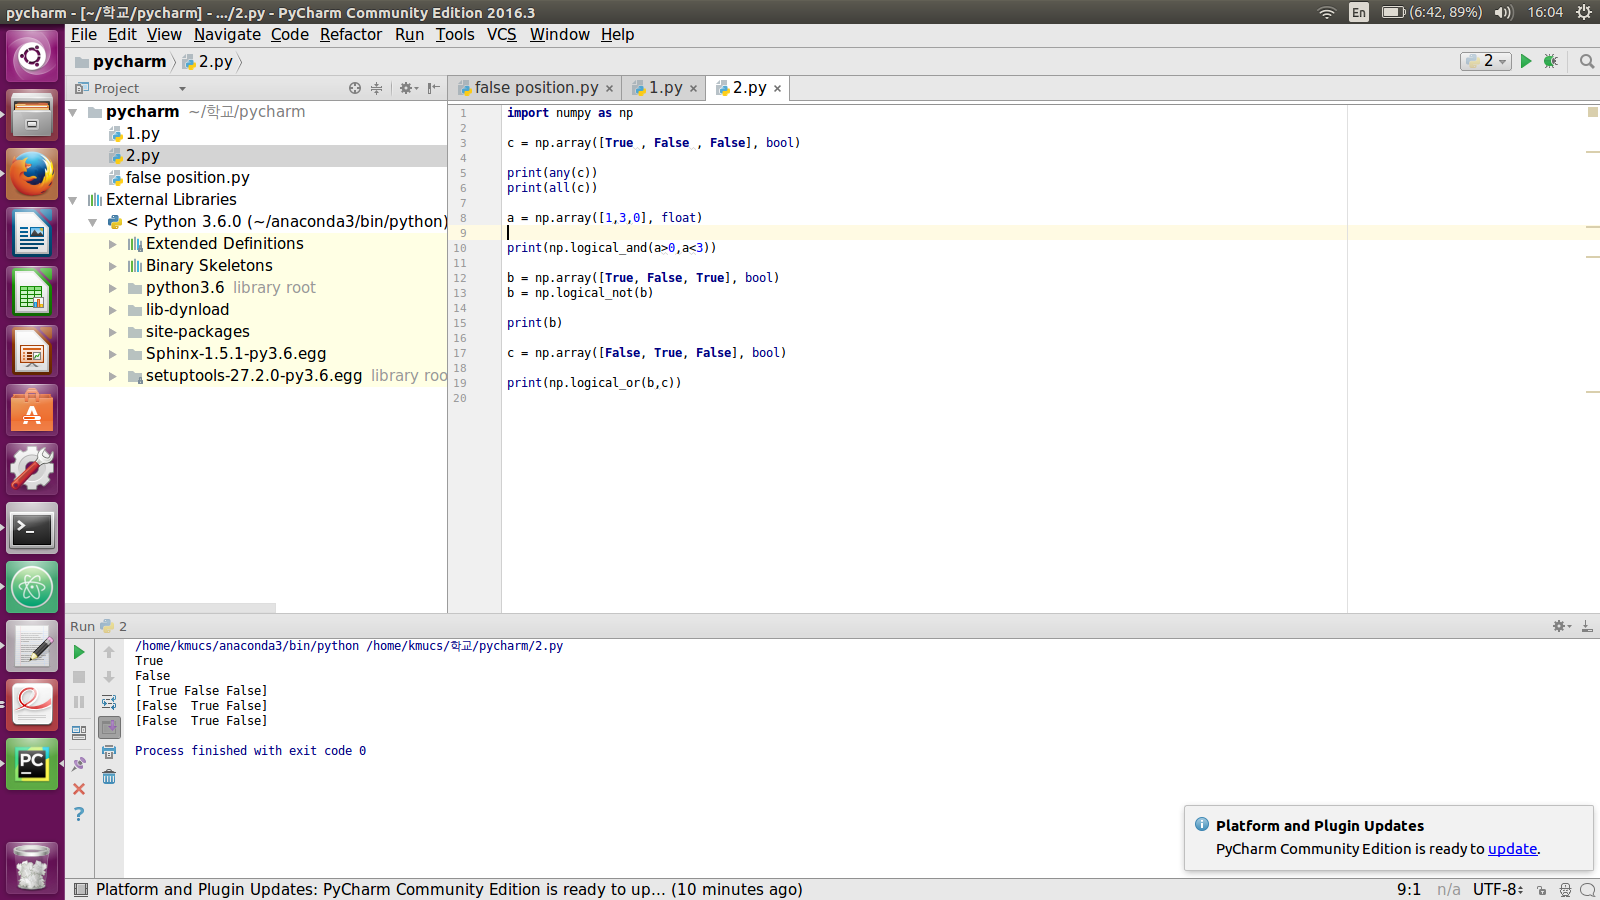 pycharm - [~/학교/pycharm] - .../2.py - PyCharm Community Edition 2016.3
En
(6:42, 89%)
16:04
File Edit View Navigate Code Refactor Run Tools VCS Window Help
pycharm
2.py
2
Project
false position.py
1.py
2.py
pycharm ~/학교/pycharm
1.py
2.py
false position.py
External Libraries
< Python 3.6.0 (~/anaconda3/bin/python)
Extended Definitions
Binary Skeletons
python3.6 library root
lib-dynload
site-packages
Sphinx-1.5.1-py3.6.egg
setuptools-27.2.0-py3.6.egg library roo
1 import numpy as np
2
3 c = np.array([True , False , False], bool)
4
5 print(any(c))
6 print(all(c))
7
8 a = np.array([1,3,0], float)
9
10 print(np.logical_and(a>0,a<3))
11
12 b = np.array([True, False, True], bool)
13 b = np.logical_not(b)
14
15 print(b)
16
17 c = np.array([False, True, False], bool)
18
19 print(np.logical_or(b,c))
20
Run 2
/home/kmucs/anaconda3/bin/python /home/kmucs/학교/pycharm/2.py
True
False
[ True False False]
[False  True False]
[False  True False]
Process finished with exit code 0
PC
Platform and Plugin Updates
PyCharm Community Edition is ready to update.
Platform and Plugin Updates: PyCharm Community Edition is ready to up... (10 minutes ago)
9:1 n/a UTF-8